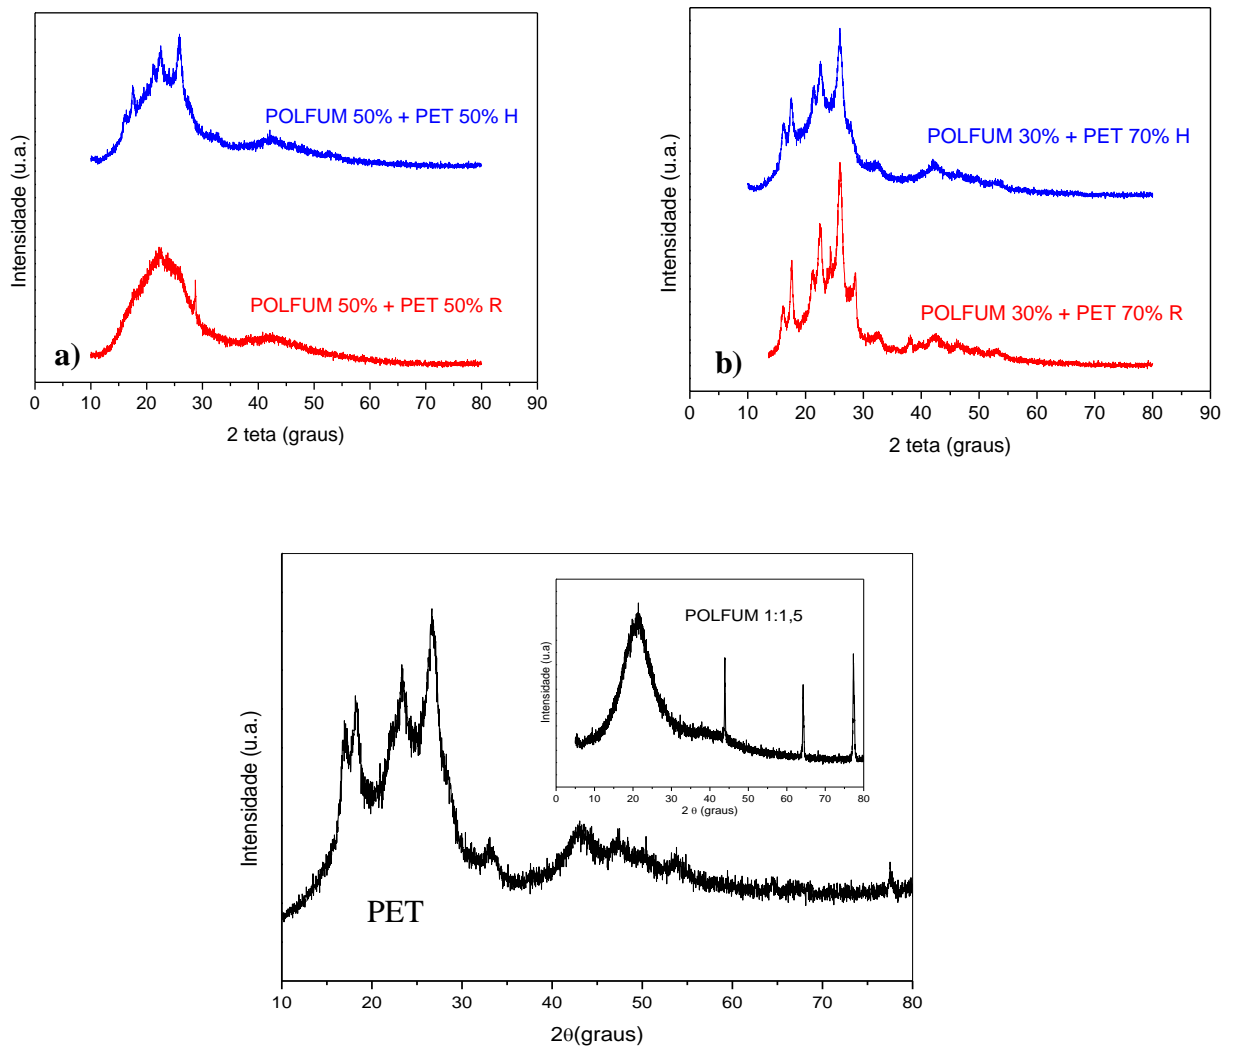 Intensidade (u.a.)
POLFUM 50% + PET 50% H
POLFUM 50% + PET 50% R
a)
0 10 20 30 40 50 60 70 80 90
2 teta (graus)
Intensidade (u.a.)
POLFUM 30% + PET 70% H
POLFUM 30% + PET 70% R
b)
0 10 20 30 40 50 60 70 80 90
2 teta (graus)
Intensidade (u.a.)
PET
10 20 30 40 50 60 70 80
2θ(graus)
Intensidade (u.a)
POLFUM 1:1,5
0 10 20 30 40 50 60 70 80
2 θ (graus)